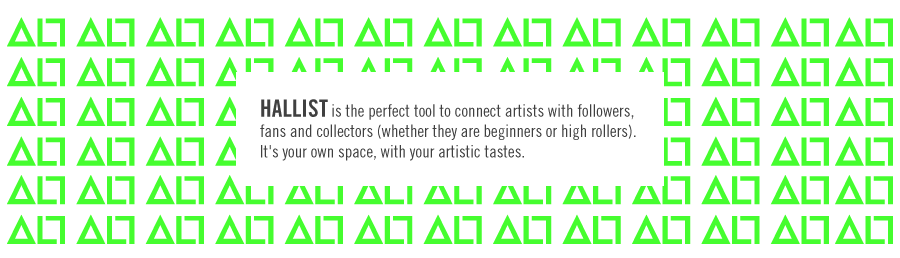 HALLIST is the perfect tool to connect artists with followers,
fans and collectors (whether they are beginners or high rollers).
It's your own space, with your artistic tastes.